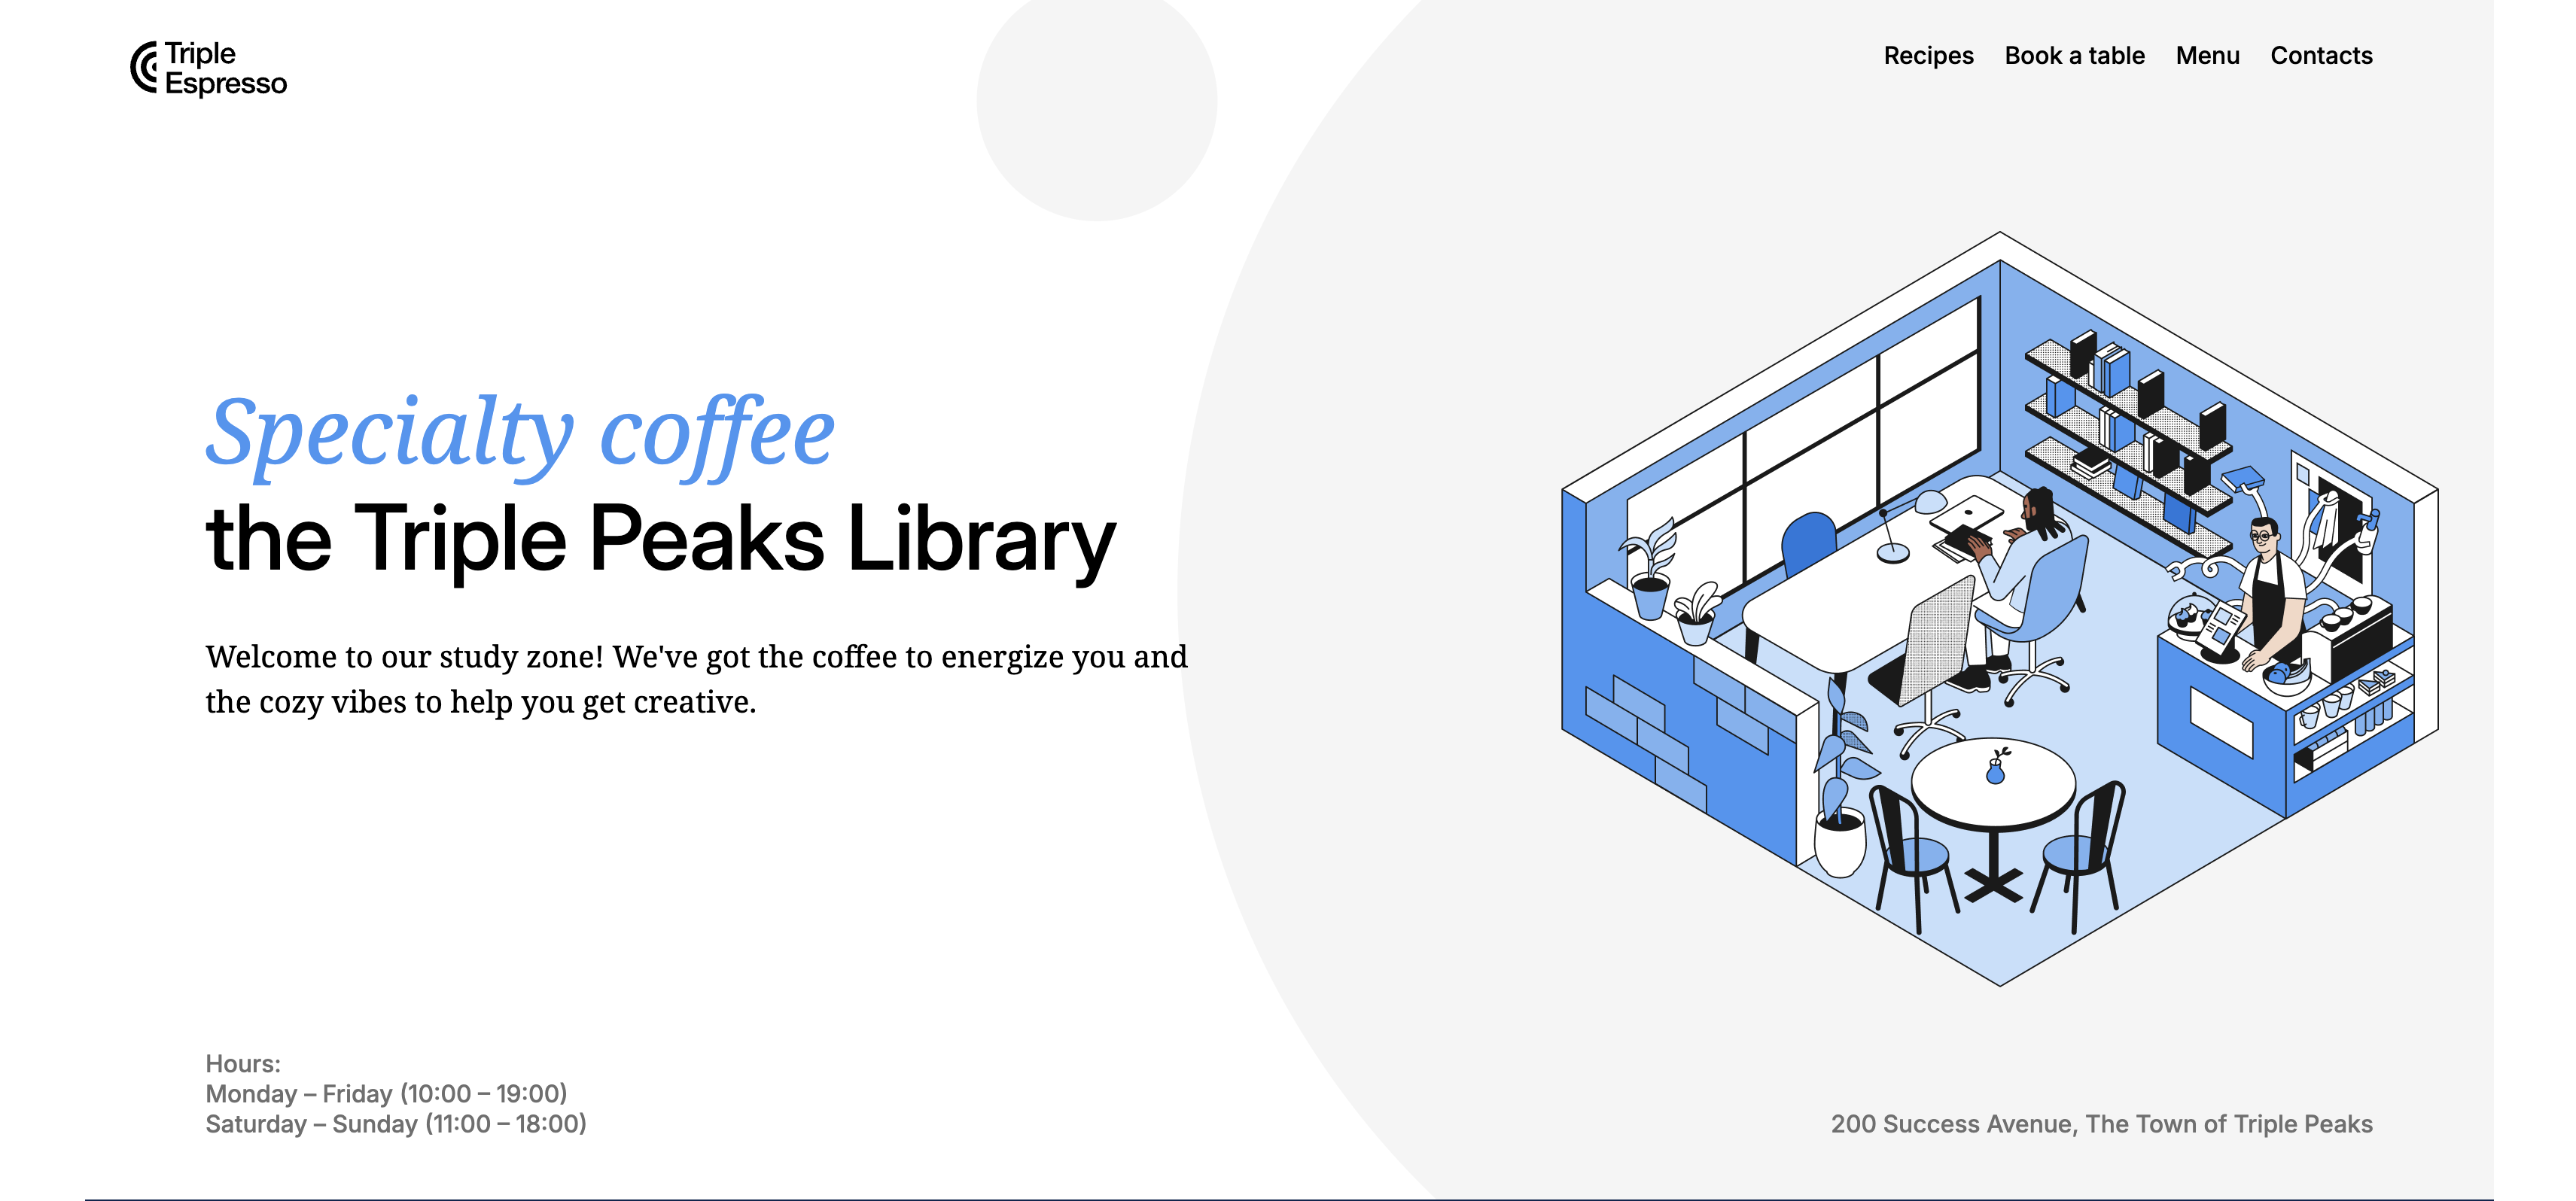 Triple
Espresso
Recipes Book a table Menu Contacts
Specialty coffee
the Triple Peaks Library
Welcome to our study zone! We've got the coffee to energize you and
the cozy vibes to help you get creative.
Hours:
Monday – Friday (10:00 – 19:00)
Saturday – Sunday (11:00 – 18:00)
200 Success Avenue, The Town of Triple Peaks